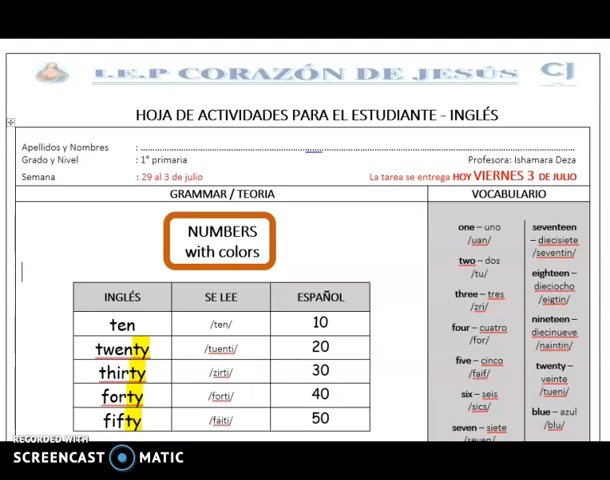 I.E.P CORAZÓN DE JESÚS CJ
HOJA DE ACTIVIDADES PARA EL ESTUDIANTE - INGLÉS
Apellidos y Nombres :
Grado y Nivel : 1° primaria Profesora: Ishamara Deza
Semana : 29 al 3 de julio La tarea se entrega HOY VIERNES 3 DE JULIO
GRAMMAR / TEORIA
NUMBERS
with colors
INGLÉS SE LEE ESPAÑOL
ten /ten/ 10
twenty /tuenti/ 20
thirty /zirti/ 30
forty /forti/ 40
fifty /fáiti/ 50
VOCABULARIO
one – uno
/uan/
two – dos
/tu/
three – tres
/zri/
four – cuatro
/for/
five – cinco
/faif/
six – seis
/sics/
seven – siete
/seven/
seventeen
– diecisiete
/seventin/
eighteen –
dieciocho
/eigtin/
nineteen –
diecinueve
/naintin/
twenty –
veinte
/tueni/
blue – azul
/blu/
RECORDED WITH
SCREENCAST MATIC